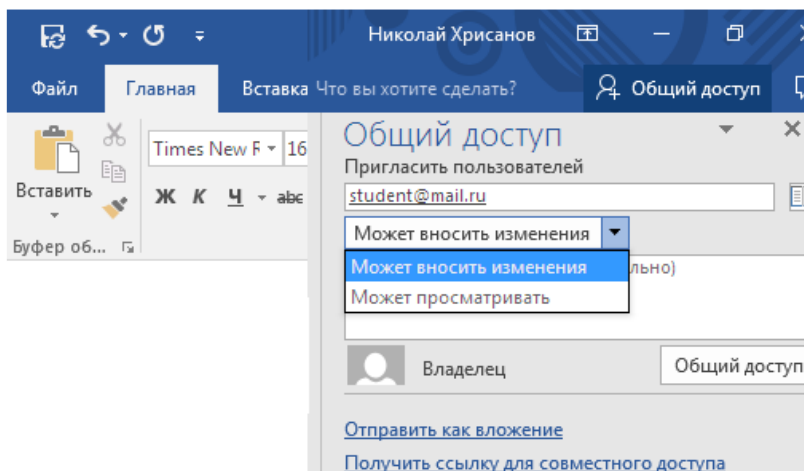 Николай Хрисанов
Файл Главная Вставка Что вы хотите сделать? Общий доступ
Общий доступ
Пригласить пользователей
Times New R 16
student@mail.ru
Вставить
Ж К Ч abc
Может вносить изменения
Буфер об...
Может вносить изменения
льно)
Может просматривать
Владелец
Общий доступ
Отправить как вложение
Получить ссылку для совместного доступа